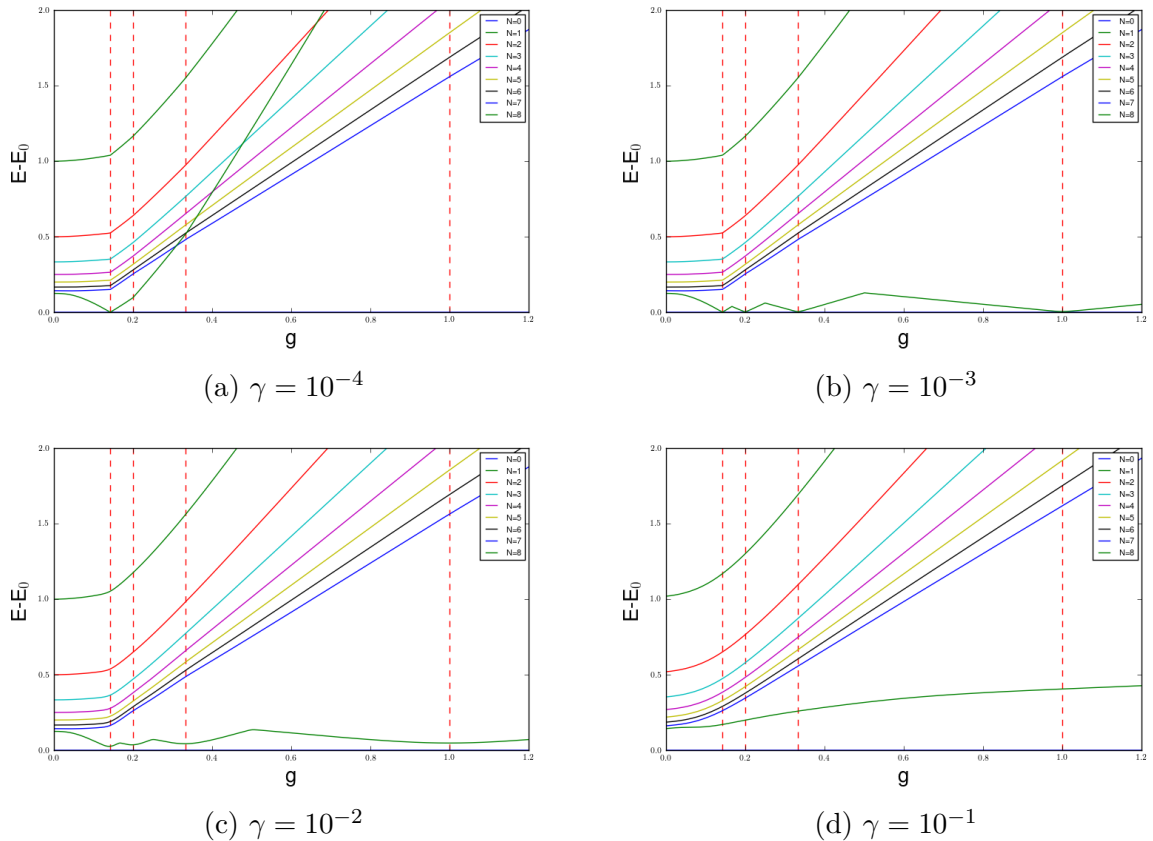 2.0
1.5
1.0
0.5
0.0
E-E₀
0.0 0.2 0.4 0.6 0.8 1.0 1.2
g
N=0
N=1
N=2
N=3
N=4
N=5
N=6
N=7
N=8
(a) γ = 10⁻⁴
2.0
1.5
1.0
0.5
0.0
E-E₀
0.0 0.2 0.4 0.6 0.8 1.0 1.2
g
N=0
N=1
N=2
N=3
N=4
N=5
N=6
N=7
N=8
(b) γ = 10⁻³
2.0
1.5
1.0
0.5
0.0
E-E₀
0.0 0.2 0.4 0.6 0.8 1.0 1.2
g
N=0
N=1
N=2
N=3
N=4
N=5
N=6
N=7
N=8
(c) γ = 10⁻²
2.0
1.5
1.0
0.5
0.0
E-E₀
0.0 0.2 0.4 0.6 0.8 1.0 1.2
g
N=0
N=1
N=2
N=3
N=4
N=5
N=6
N=7
N=8
(d) γ = 10⁻¹